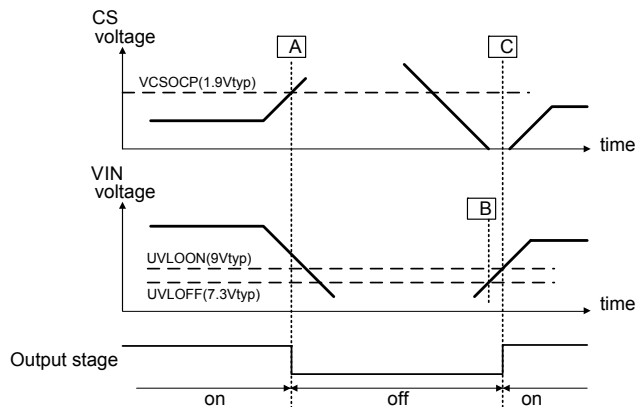 CS
voltage
A
C
VCSOCP(1.9Vtyp)
time
VIN
voltage
B
UVLOON(9Vtyp)
UVLOFF(7.3Vtyp)
time
Output stage
on
off
on